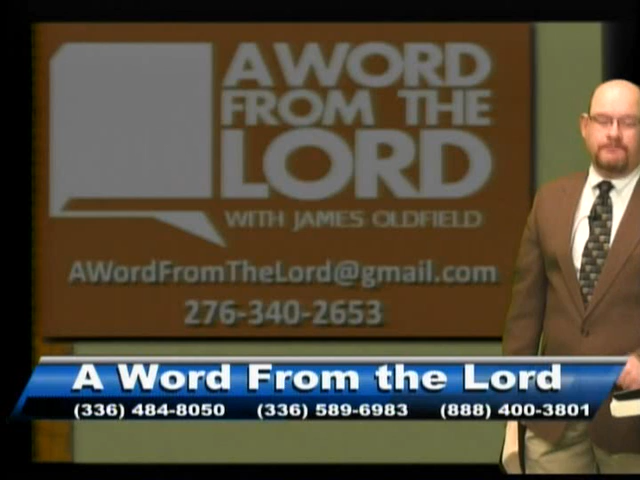 A WORD
FROM THE
LORD
WITH JAMES OLDFIELD
AWordFromTheLord@gmail.com
276-340-2653
A Word From the Lord
(336) 484-8050 (336) 589-6983 (888) 400-3801